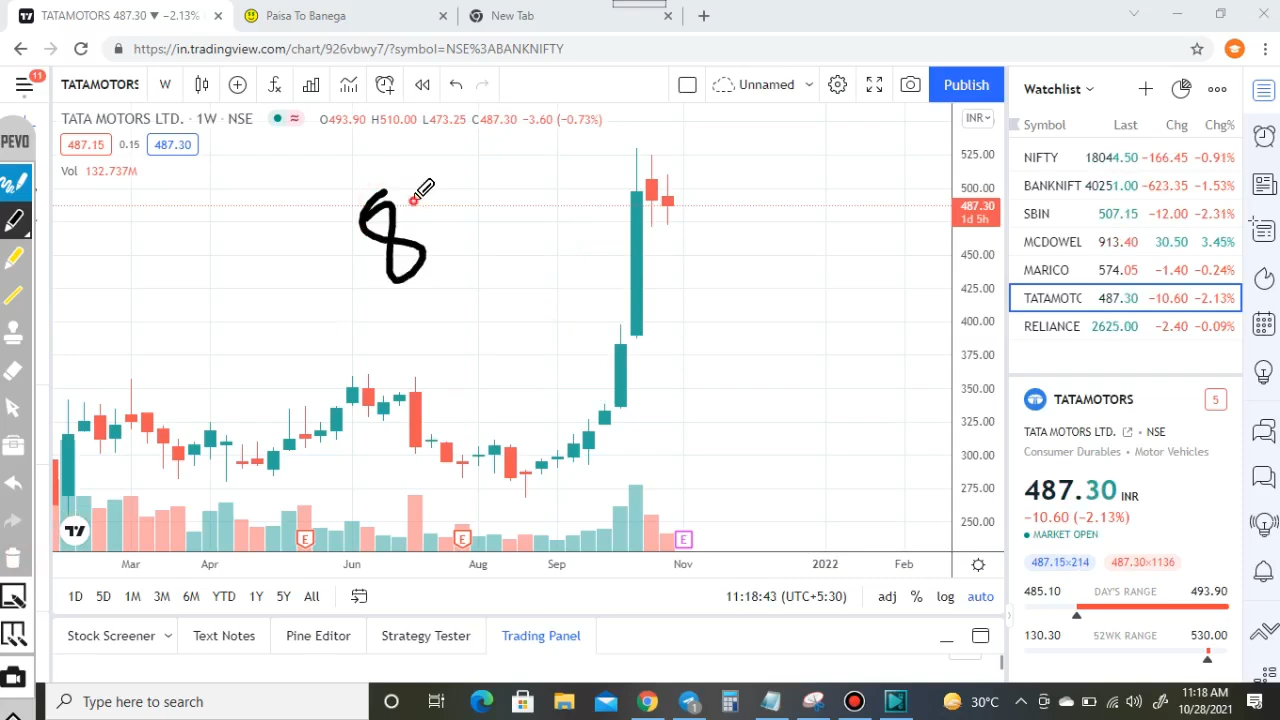 TATAMOTORS 487.30 ▼ −2.13%
Paisa To Banega
New Tab
https://in.tradingview.com/chart/926vbwy7/?symbol=NSE%3ABANKNIFTY
11
TATAMOTORS W
Unnamed
Publish
TATA MOTORS LTD. · 1W · NSE O493.90 H510.00 L473.25 C487.30 −3.60 (−0.73%)
INR
487.15 0.15 487.30
Vol 132.737M
8
525.00
500.00
487.30
1d 5h
450.00
425.00
400.00
375.00
350.00
325.00
300.00
275.00
250.00
E E E
Mar Apr Jun Aug Sep Nov 2022 Feb
1D 5D 1M 3M 6M YTD 1Y 5Y All
11:18:43 (UTC+5:30) adj % log auto
Stock Screener Text Notes Pine Editor Strategy Tester Trading Panel
Watchlist
Symbol Last Chg Chg%
NIFTY 18044.50 −166.45 −0.91%
BANKNIFT 40251.00 −623.35 −1.53%
SBIN 507.15 −12.00 −2.31%
MCDOWEL 913.40 30.50 3.45%
MARICO 574.05 −1.40 −0.24%
TATAMOTC 487.30 −10.60 −2.13%
RELIANCE 2625.00 −2.40 −0.09%
TATAMOTORS 5
TATA MOTORS LTD. • NSE
Consumer Durables • Motor Vehicles
487.30 INR
−10.60 (−2.13%)
MARKET OPEN
487.15×214 487.30×1136
485.10 DAY'S RANGE 493.90
130.30 52WK RANGE 530.00
PEVO
Type here to search
1
30°C
11:18 AM
10/28/2021